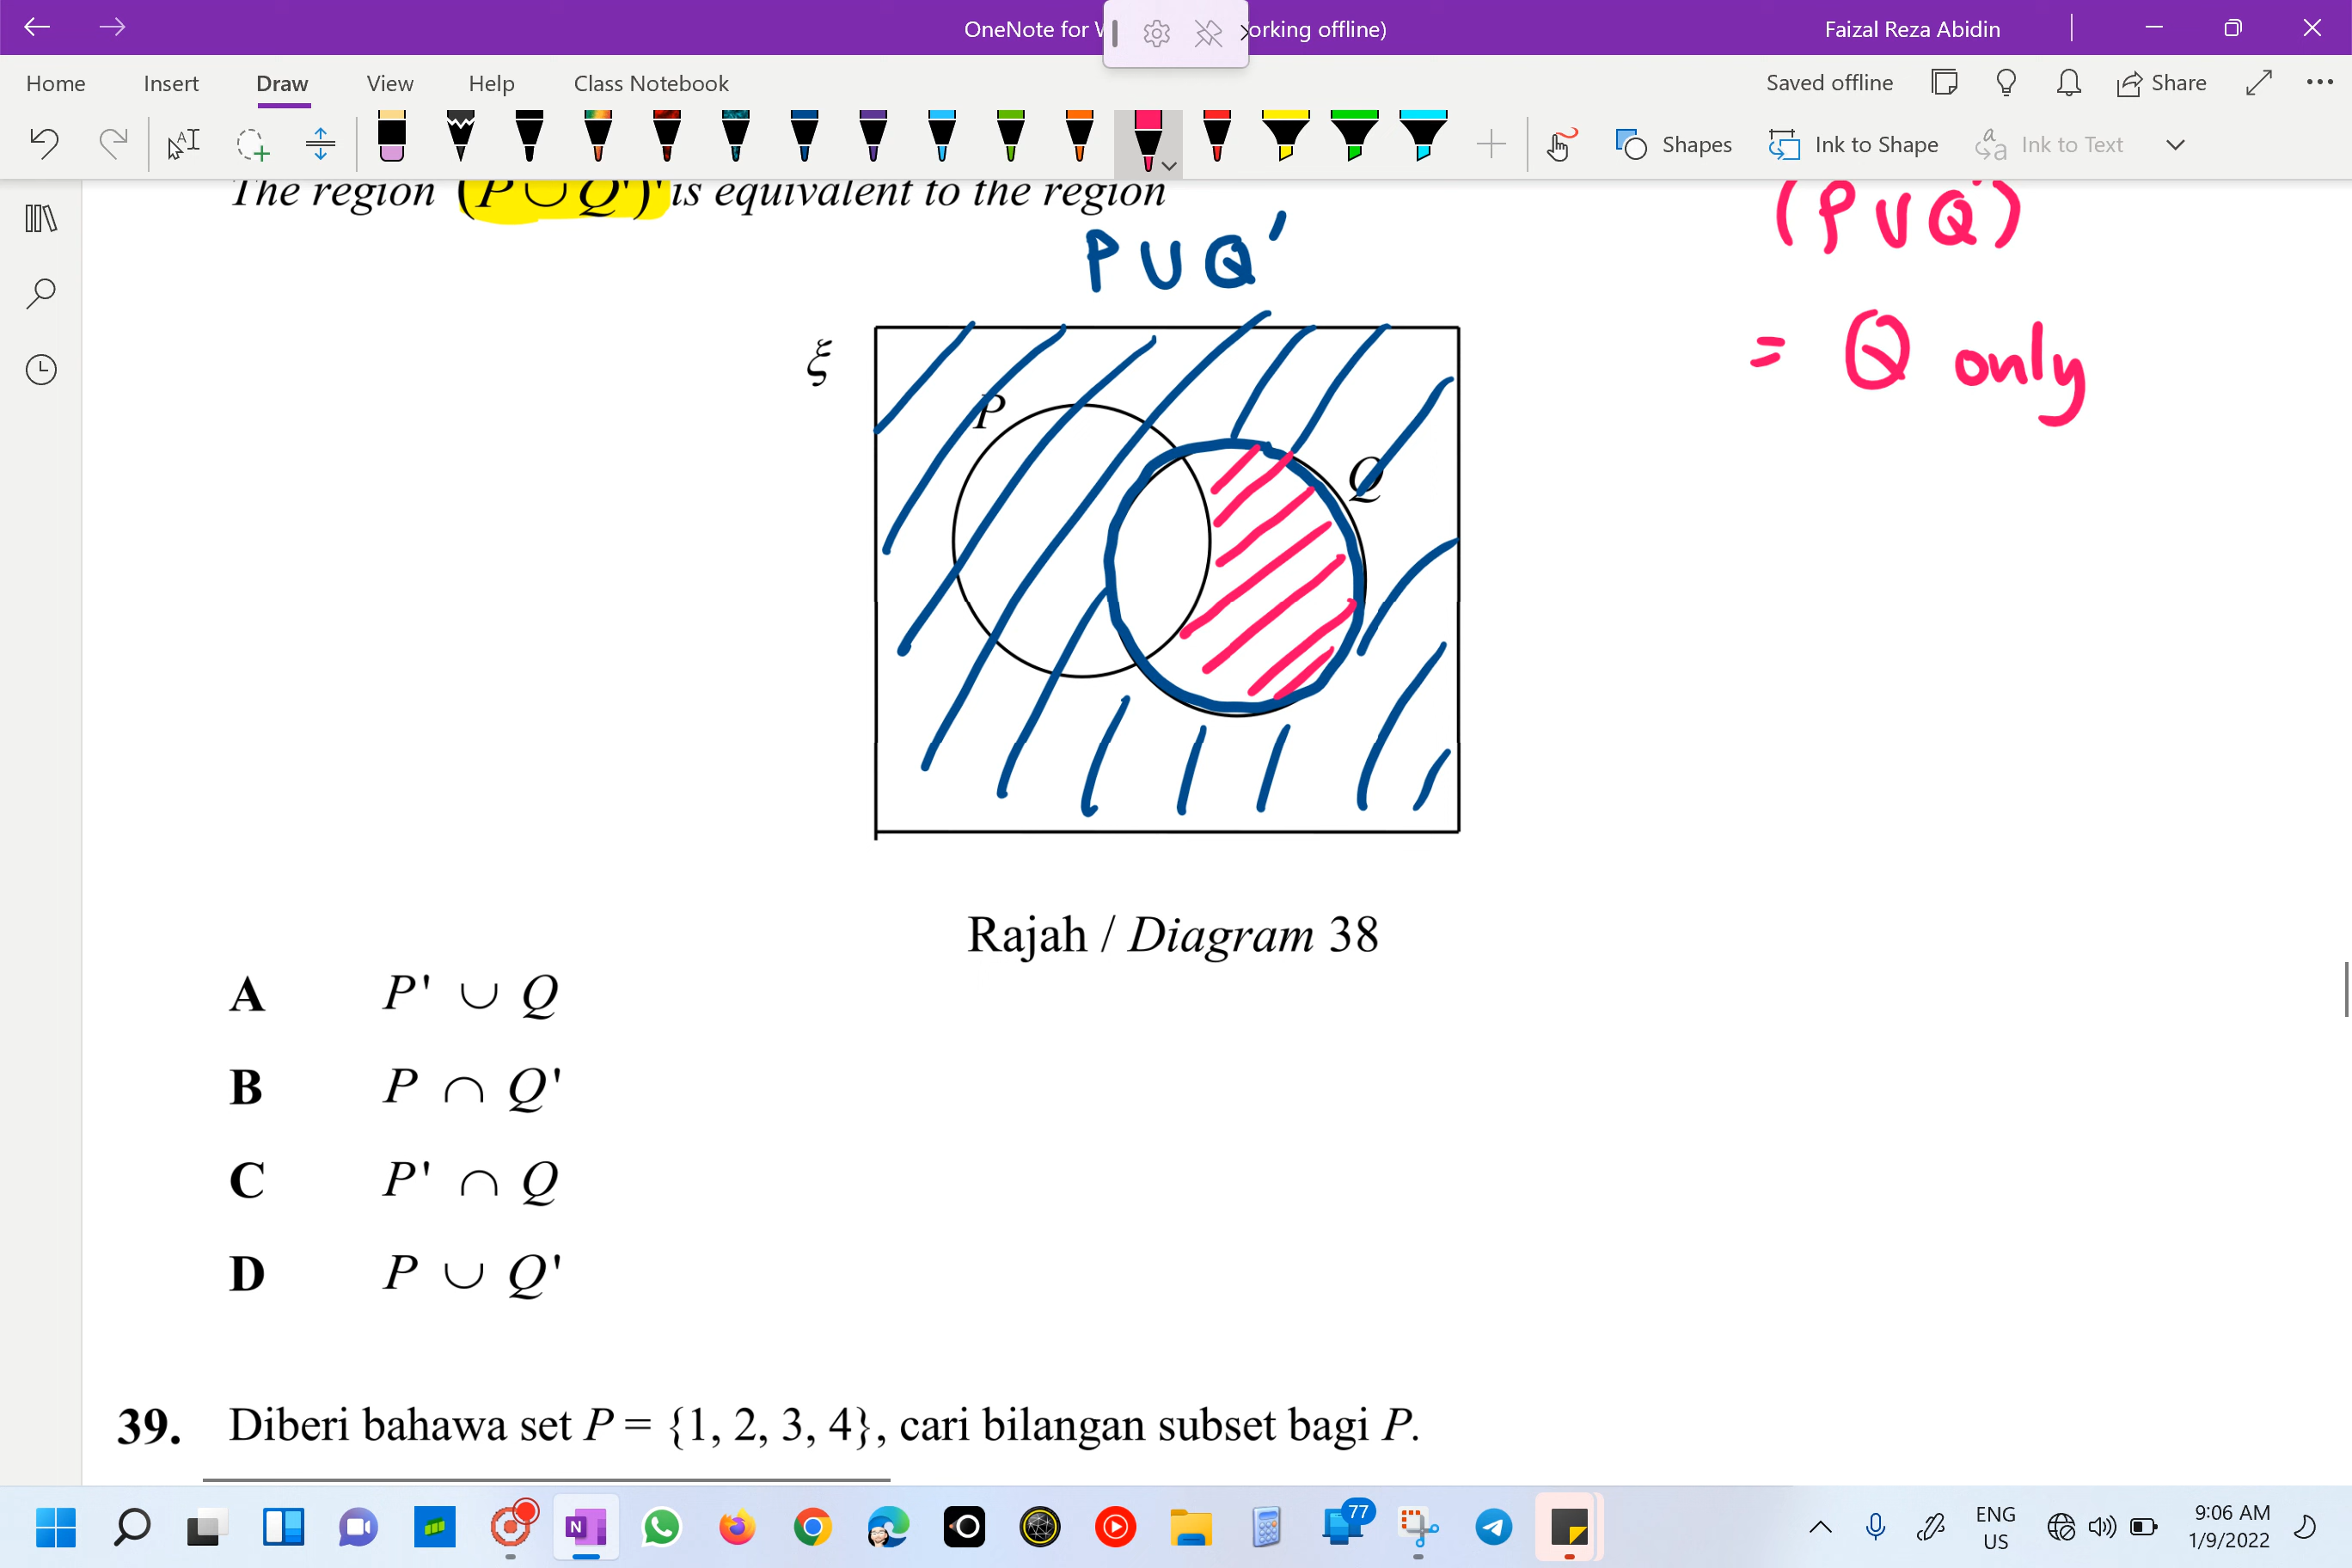 OneNote for W
orking offline)
Faizal Reza Abidin
Home Insert Draw View Help Class Notebook
Saved offline
Share
Shapes
Ink to Shape
Ink to Text
The region (P ∪ Q')' is equivalent to the region
(P ∪ Q')
P ∪ Q'
= Q only
ξ
P
Q
Rajah / Diagram 38
A P' ∪ Q
B P ∩ Q'
C P' ∩ Q
D P ∪ Q'
39. Diberi bahawa set P = {1, 2, 3, 4}, cari bilangan subset bagi P.
77
ENG
US
9:06 AM
1/9/2022